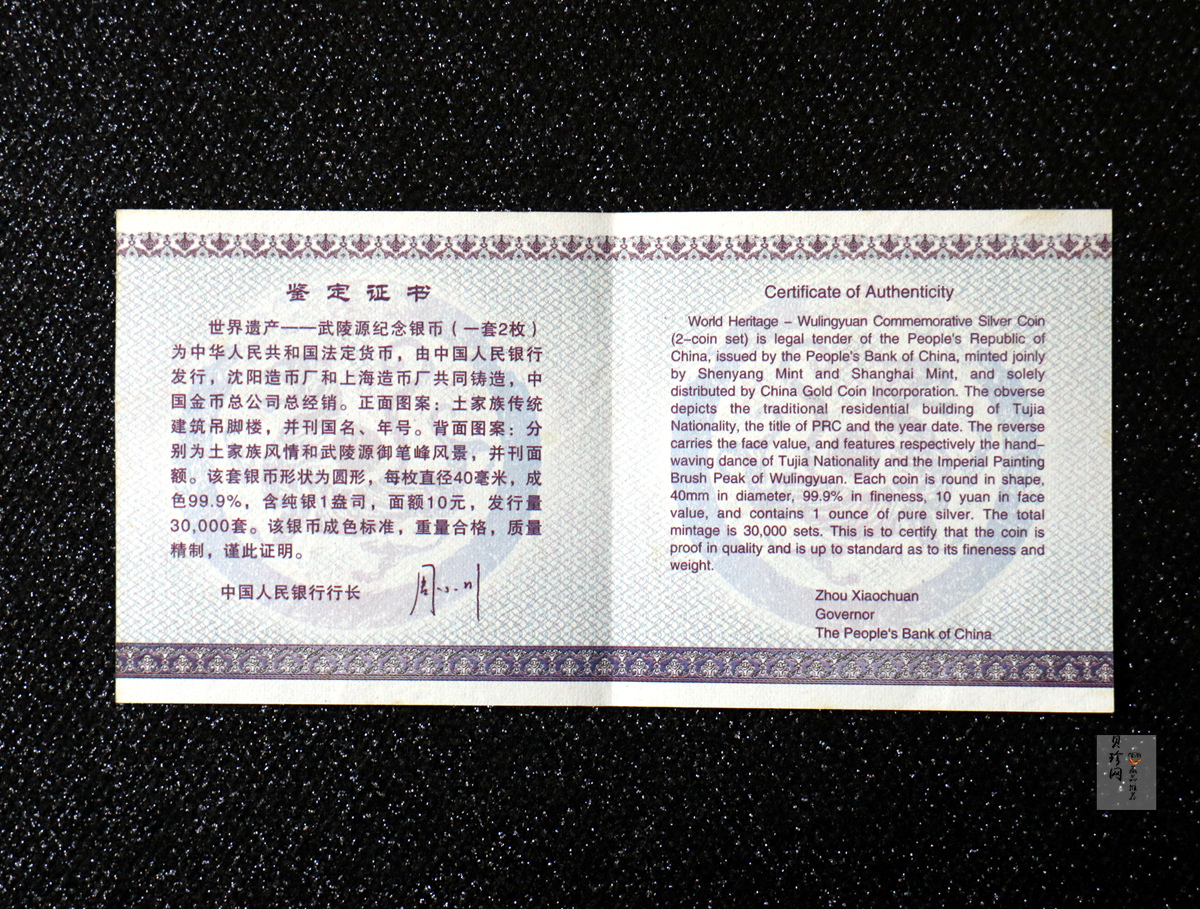 鉴定证书
世界遗产——武陵源纪念银币（一套2枚）
为中华人民共和国法定货币，由中国人民银行
发行，沈阳造币厂和上海造币厂共同铸造，中
国金币总公司总经销。正面图案：土家族传统
建筑吊脚楼，并刊国名、年号。背面图案：分
别为土家族风情和武陵源御笔峰风景，并刊面
额。该套银币形状为圆形，每枚直径40毫米，成
色99.9%，含纯银1盎司，面额10元，发行量
30,000套。该银币成色标准，重量合格，质量
精制，谨此证明。
中国人民银行行长 周小川
Certificate of Authenticity
World Heritage – Wulingyuan Commemorative Silver Coin
(2–coin set) is legal tender of the People's Republic of
China, issued by the People's Bank of China, minted joinly
by Shenyang Mint and Shanghai Mint, and solely
distributed by China Gold Coin Incorporation. The obverse
depicts the traditional residential building of Tujia
Nationality, the title of PRC and the year date. The reverse
carries the face value, and features respectively the hand–
waving dance of Tujia Nationality and the Imperial Painting
Brush Peak of Wulingyuan. Each coin is round in shape,
40mm in diameter, 99.9% in fineness, 10 yuan in face
value, and contains 1 ounce of pure silver. The total
mintage is 30,000 sets. This is to certify that the coin is
proof in quality and is up to standard as to its fineness and
weight.
Zhou Xiaochuan
Governor
The People's Bank of China
贝珍网